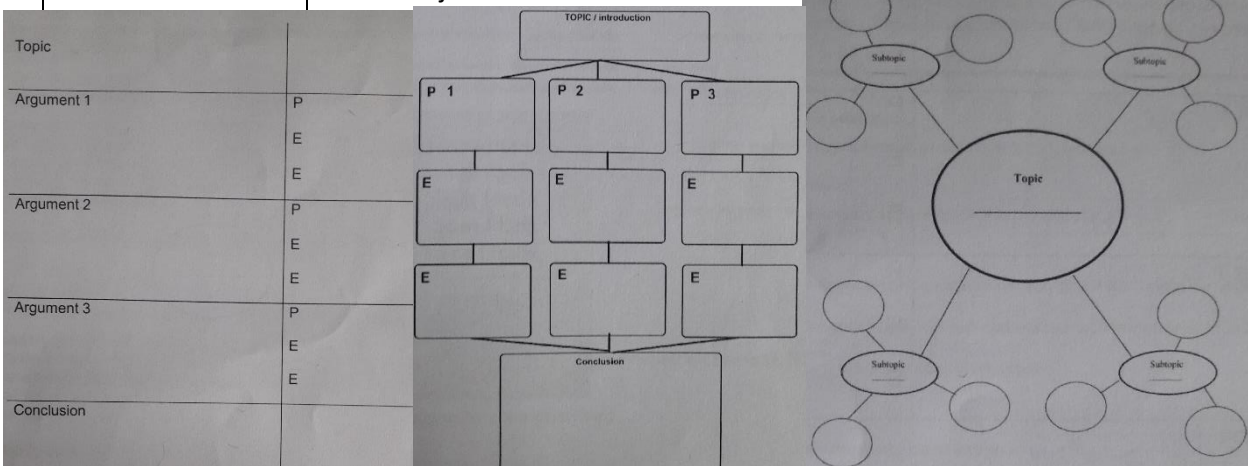 Topic
Argument 1
P
E
E
Argument 2
P
E
E
Argument 3
P
E
E
Conclusion
TOPIC / introduction
P 1
P 2
P 3
E
E
E
E
E
E
Conclusion
Subtopic
Subtopic
Topic
Subtopic
Subtopic